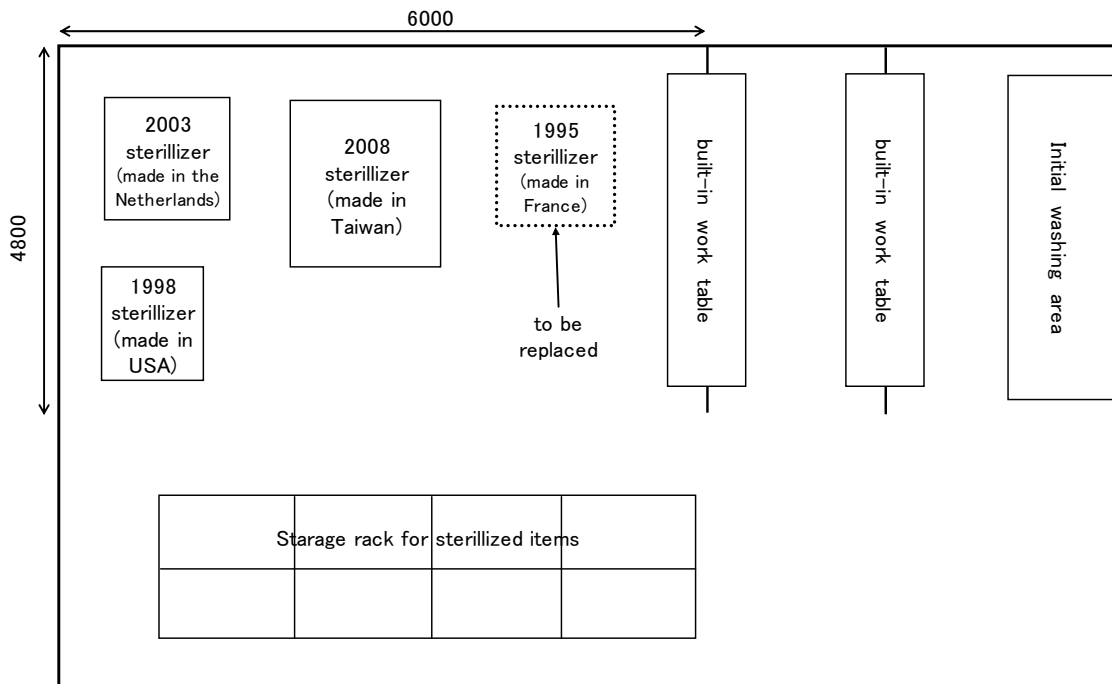 6000
4800
2003
sterillizer
(made in the
Netherlands)
2008
sterillizer
(made in
Taiwan)
1995
sterillizer
(made in
France)
to be
replaced
1998
sterillizer
(made in
USA)
built-in work table
built-in work table
Initial washing area
Starage rack for sterillized items